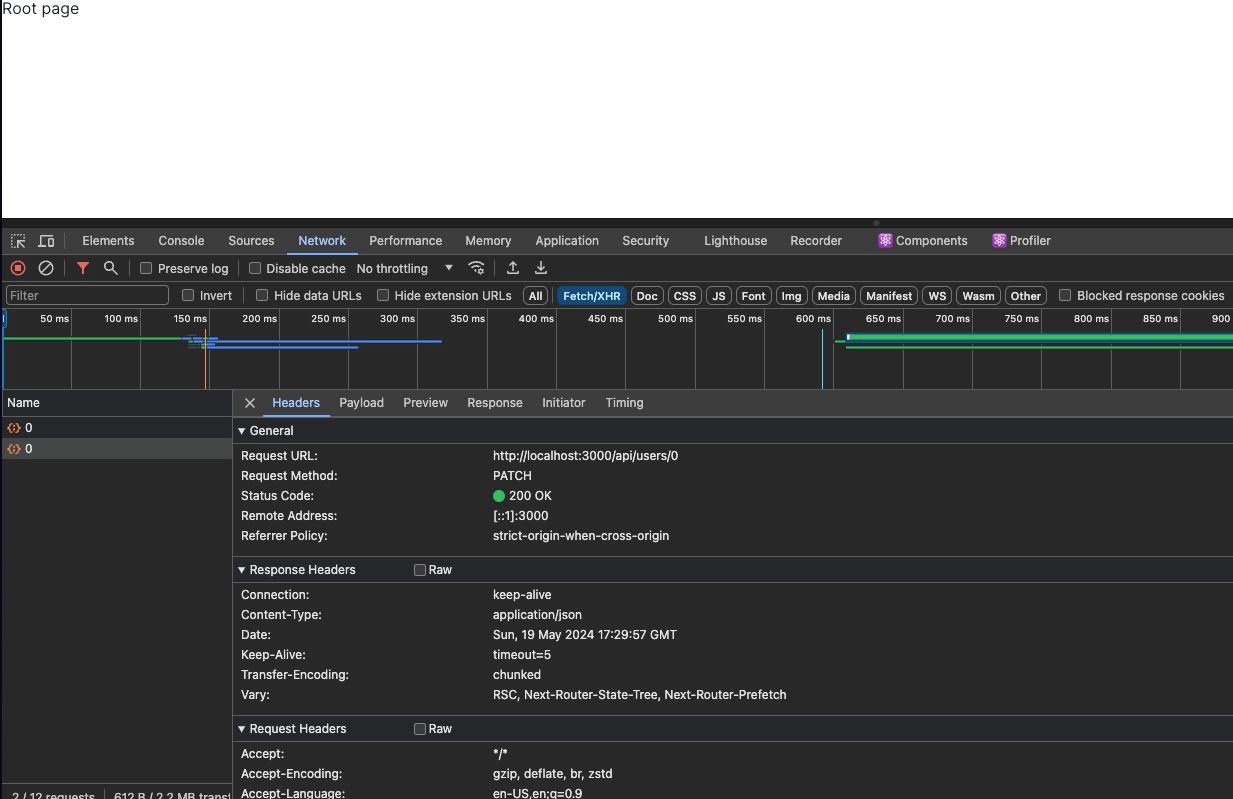 Root page
Elements Console Sources Network Performance Memory Application Security Lighthouse Recorder Components Profiler
Preserve log Disable cache No throttling
Filter Invert Hide data URLs Hide extension URLs All Fetch/XHR Doc CSS JS Font Img Media Manifest WS Wasm Other Blocked response cookies
50 ms 100 ms 150 ms 200 ms 250 ms 300 ms 350 ms 400 ms 450 ms 500 ms 550 ms 600 ms 650 ms 700 ms 750 ms 800 ms 850 ms 900
Name Headers Payload Preview Response Initiator Timing
0
0
General
Request URL: http://localhost:3000/api/users/0
Request Method: PATCH
Status Code: 200 OK
Remote Address: [::1]:3000
Referrer Policy: strict-origin-when-cross-origin
Response Headers Raw
Connection: keep-alive
Content-Type: application/json
Date: Sun, 19 May 2024 17:29:57 GMT
Keep-Alive: timeout=5
Transfer-Encoding: chunked
Vary: RSC, Next-Router-State-Tree, Next-Router-Prefetch
Request Headers Raw
Accept: */*
Accept-Encoding: gzip, deflate, br, zstd
Accept-Language: en-US,en;q=0.9
2 / 12 requests 612 B / 2.2 MB transf